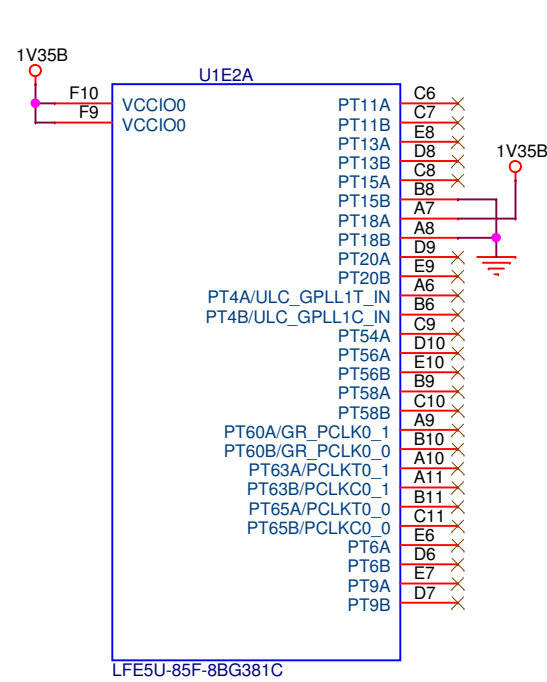 1V35B
U1E2A
F10 VCCIO0
F9 VCCIO0
PT11A C6
PT11B C7
PT13A E8
PT13B D8
PT15A C8
1V35B
PT15B B8
PT18A A7
PT18B A8
PT20A D9
PT20B E9
PT4A/ULC_GPLL1T_IN A6
PT4B/ULC_GPLL1C_IN B6
PT54A C9
PT56A D10
PT56B E10
PT58A B9
PT58B C10
PT60A/GR_PCLK0_1 A9
PT60B/GR_PCLK0_0 B10
PT63A/PCLKT0_1 A10
PT63B/PCLKC0_1 A11
PT65A/PCLKT0_0 B11
PT65B/PCLKC0_0 C11
PT6A E6
PT6B D6
PT9A E7
PT9B D7
LFE5U-85F-8BG381C